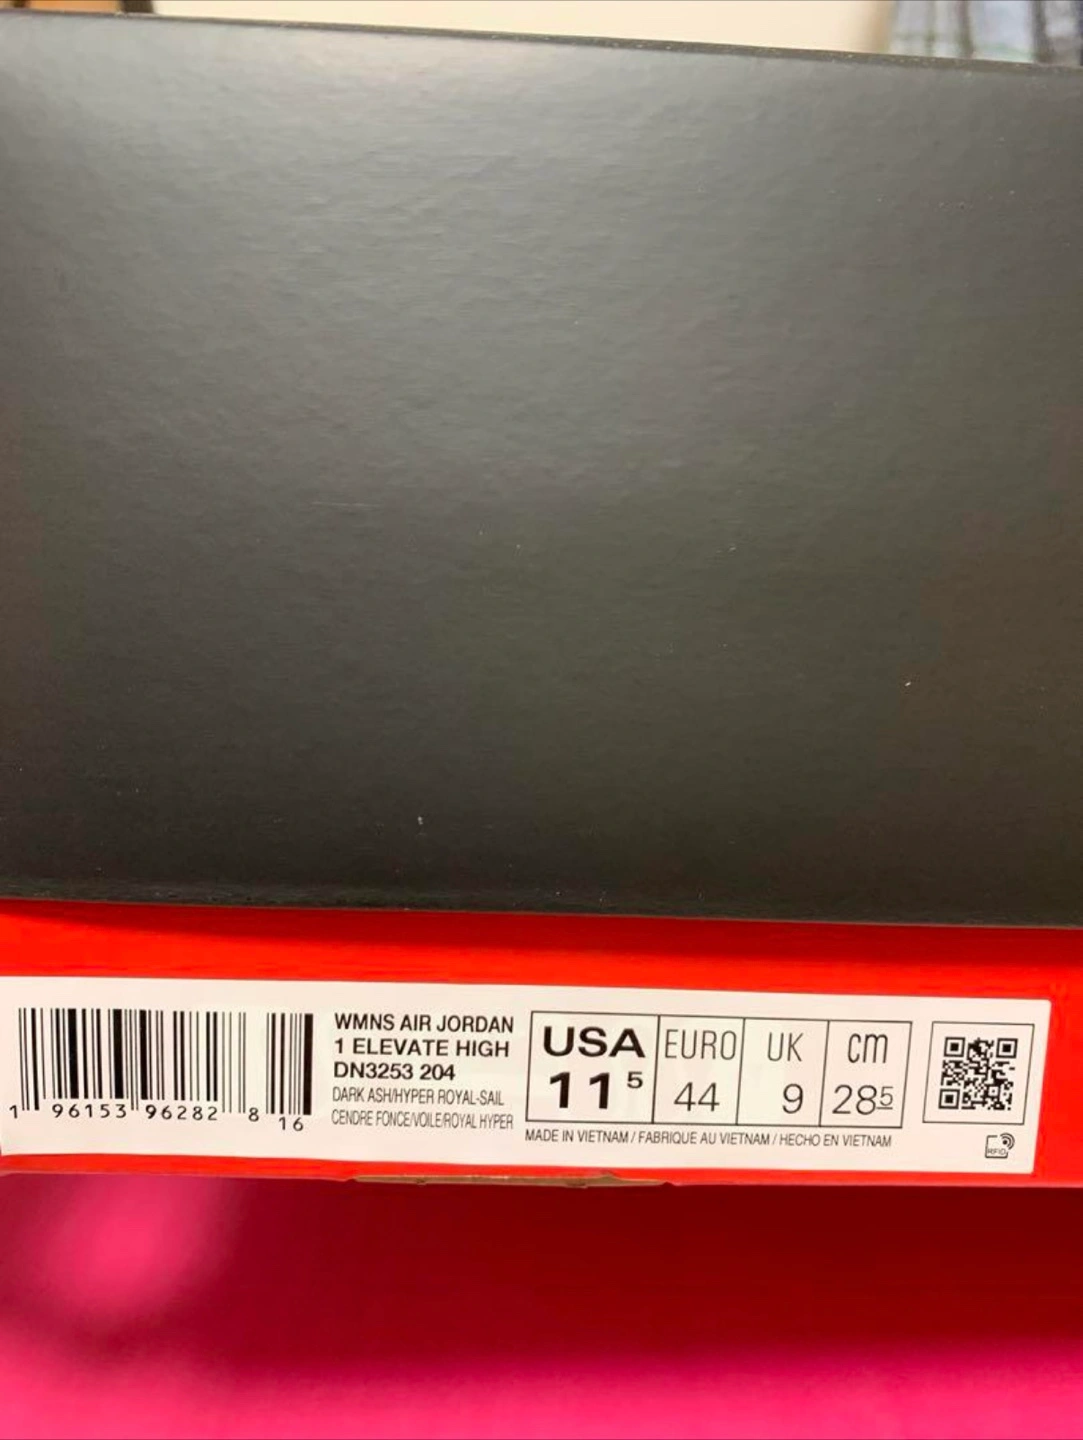 WMNS AIR JORDAN
1 ELEVATE HIGH
DN3253 204
DARK ASH/HYPER ROYAL-SAIL
CENDRE FONCE/VOILE/ROYAL HYPER
1 96153 96282 8 16
USA
11 5
EURO
44
UK
9
cm
28 5
MADE IN VIETNAM / FABRIQUE AU VIETNAM / HECHO EN VIETNAM
RFID